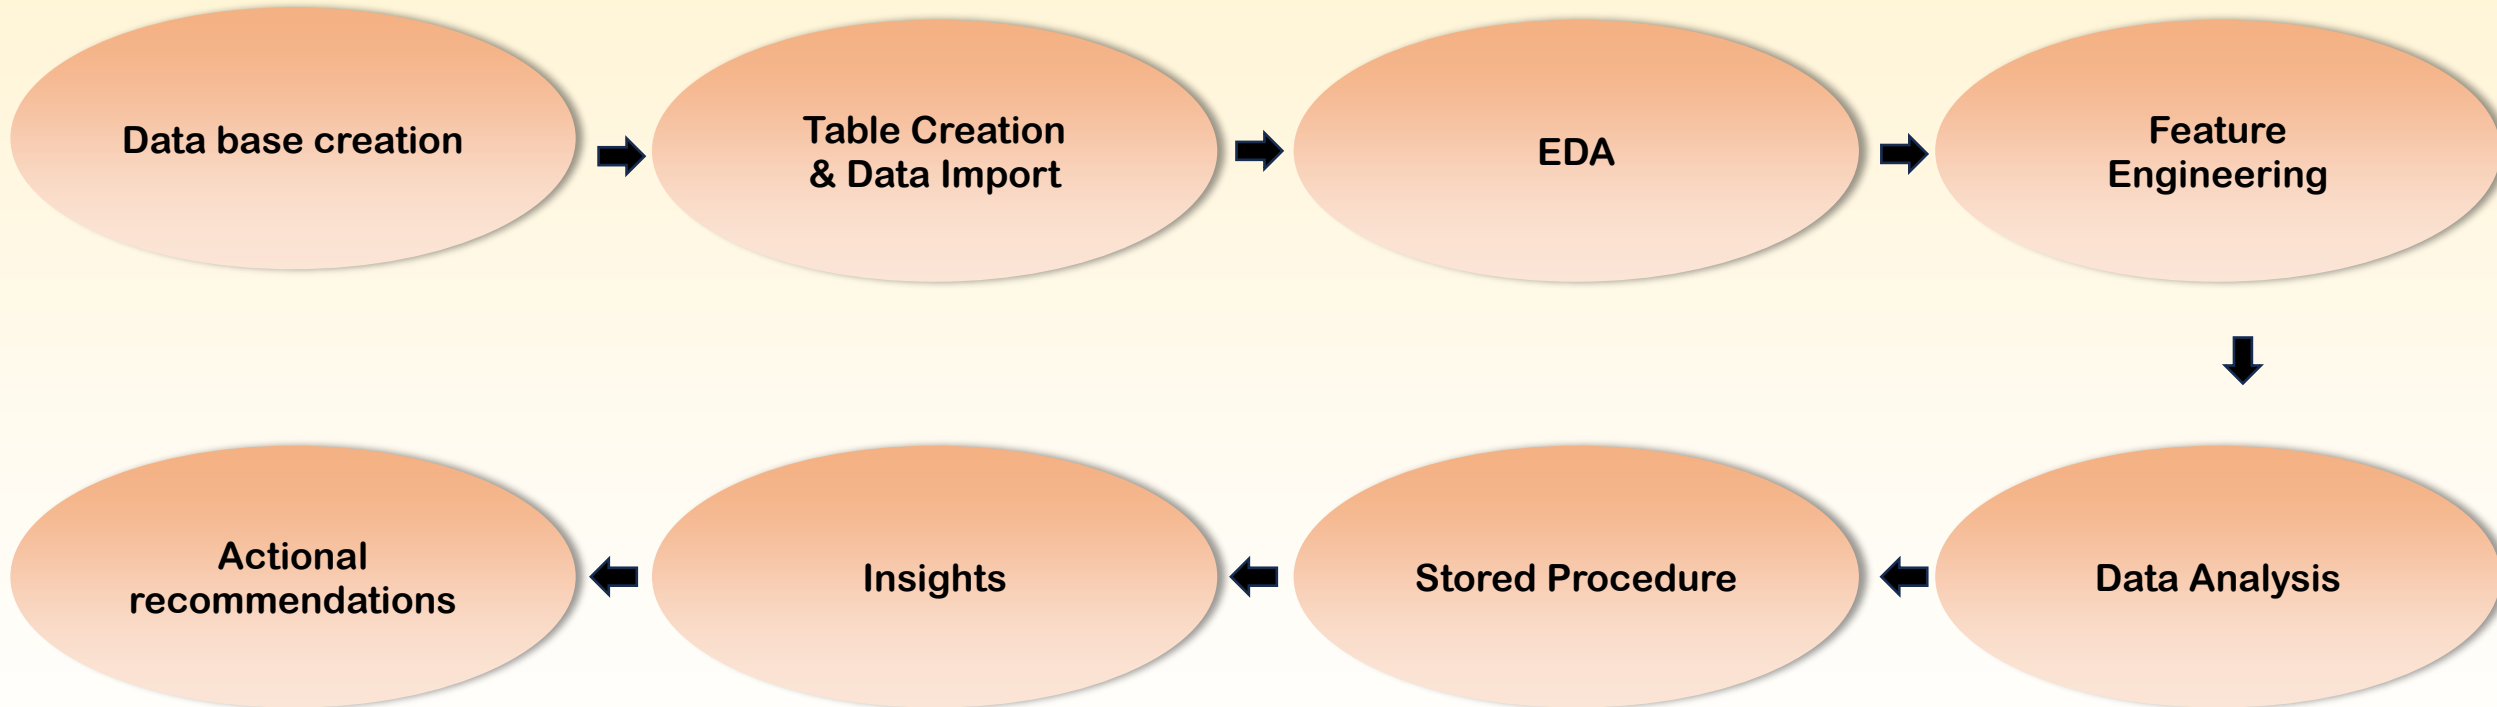 Data base creation
Table Creation
& Data Import
EDA
Feature
Engineering
Data Analysis
Stored Procedure
Insights
Actional
recommendations